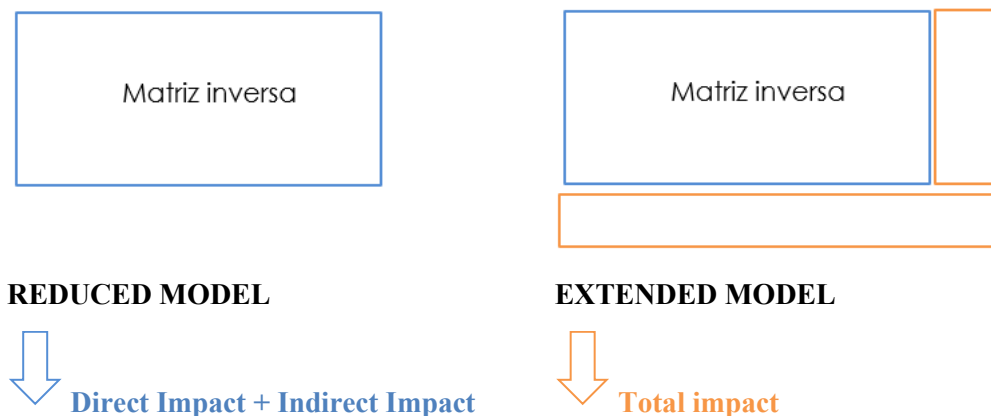 Matriz inversa
Matriz inversa
REDUCED MODEL
EXTENDED MODEL
Direct Impact + Indirect Impact
Total impact